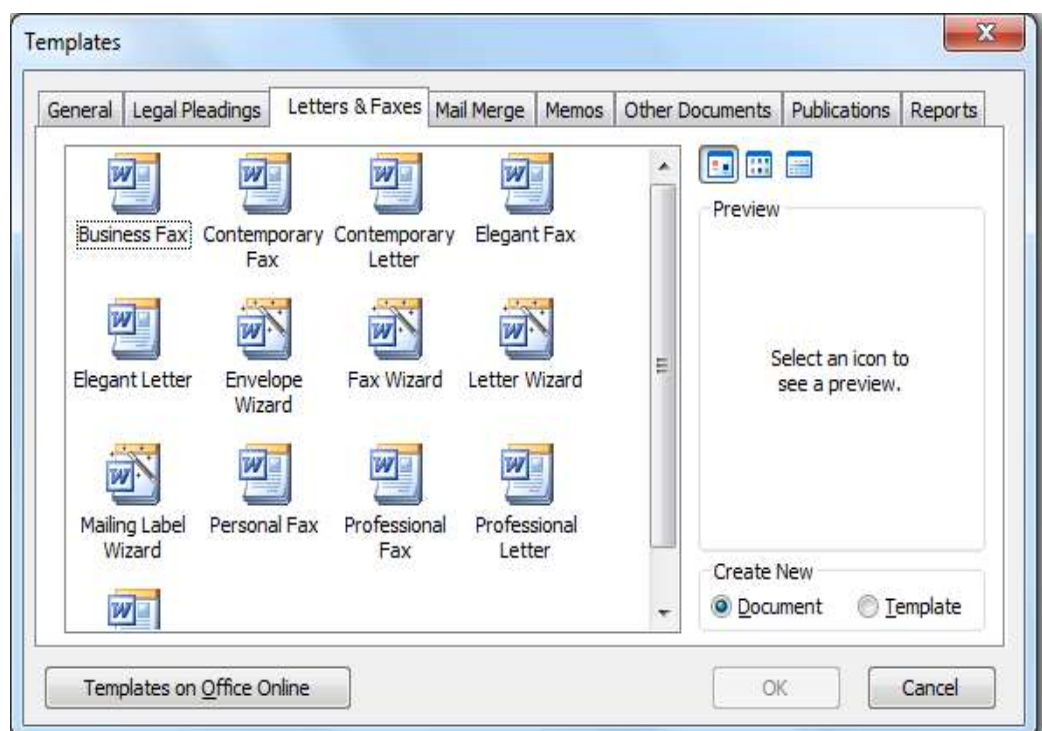 Templates
General Legal Pleadings Letters & Faxes Mail Merge Memos Other Documents Publications Reports
Business Fax
Contemporary
Fax
Contemporary
Letter
Elegant Fax
Elegant Letter
Envelope
Wizard
Fax Wizard
Letter Wizard
Mailing Label
Wizard
Personal Fax
Professional
Fax
Professional
Letter
Preview
Select an icon to
see a preview.
Create New
Document Template
Templates on Office Online
OK
Cancel